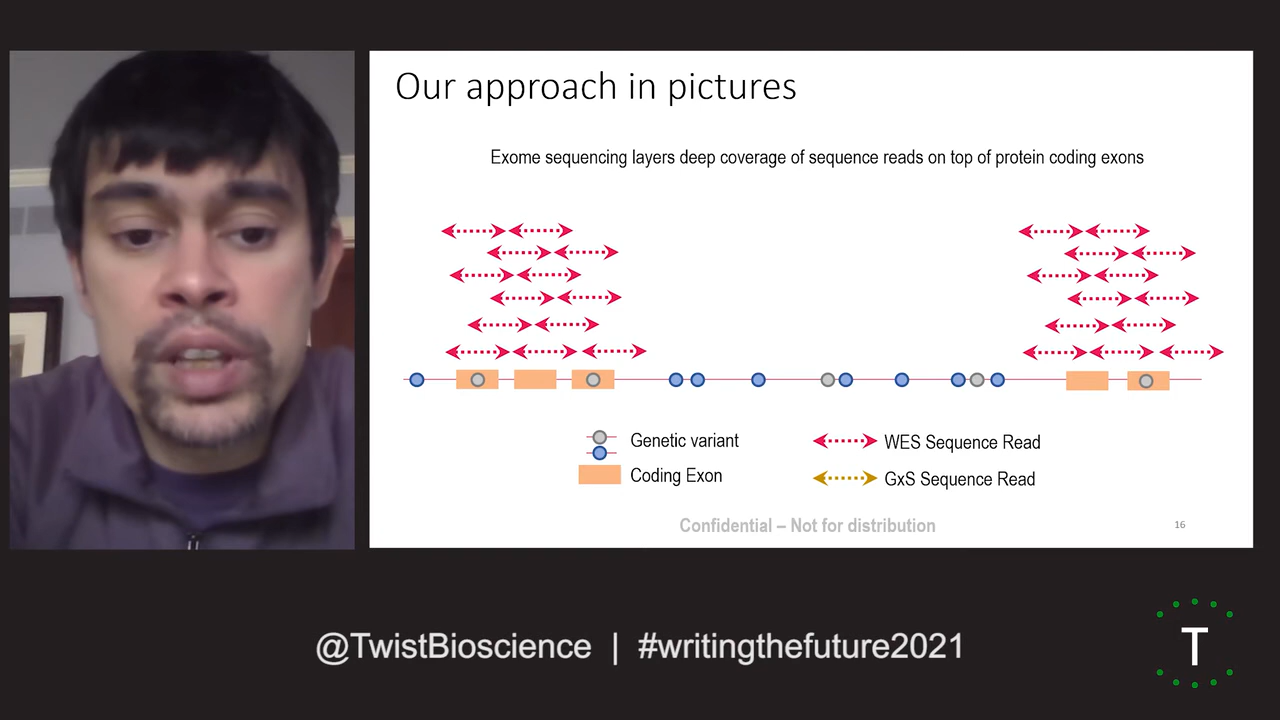 Our approach in pictures
Exome sequencing layers deep coverage of sequence reads on top of protein coding exons
Genetic variant
WES Sequence Read
Coding Exon
GxS Sequence Read
Confidential – Not for distribution
16
@TwistBioscience | #writingthefuture2021
T